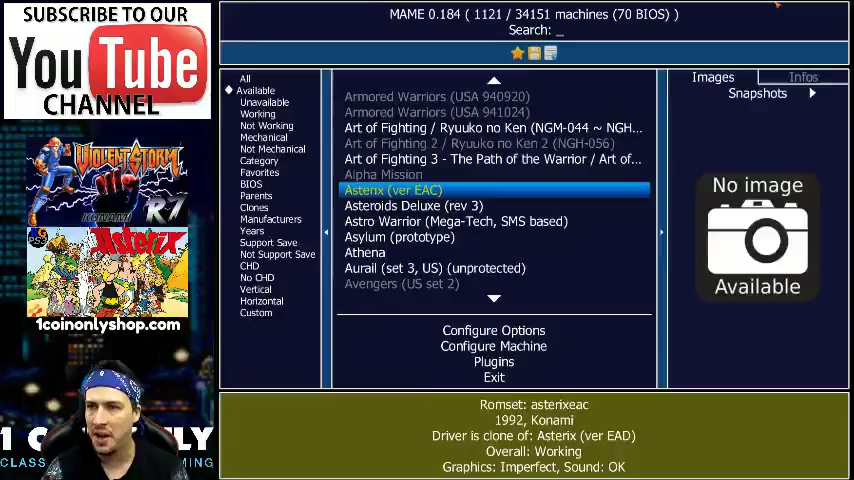 SUBSCRIBE TO OUR
YouTube
CHANNEL
VIOLENT STORM
KONAMI
R7
PS3
Asterix
1coinonlyshop.com
MAME 0.184 ( 1121 / 34151 machines (70 BIOS) )
Search: _
All
Available
Unavailable
Working
Not Working
Mechanical
Not Mechanical
Category
Favorites
BIOS
Parents
Clones
Manufacturers
Years
Support Save
Not Support Save
CHD
No CHD
Vertical
Horizontal
Custom
Armored Warriors (USA 940920)
Armored Warriors (USA 941024)
Art of Fighting / Ryuuko no Ken (NGM-044 ~ NGH...
Art of Fighting 2 / Ryuuko no Ken 2 (NGH-056)
Art of Fighting 3 - The Path of the Warrior / Art of...
Alpha Mission
Asterix (ver EAC)
Asteroids Deluxe (rev 3)
Astro Warrior (Mega-Tech, SMS based)
Asylum (prototype)
Athena
Aurail (set 3, US) (unprotected)
Avengers (US set 2)
Configure Options
Configure Machine
Plugins
Exit
Images
Infos
Snapshots
No image
Available
Romset: asterixeac
1992, Konami
Driver is clone of: Asterix (ver EAD)
Overall: Working
Graphics: Imperfect, Sound: OK